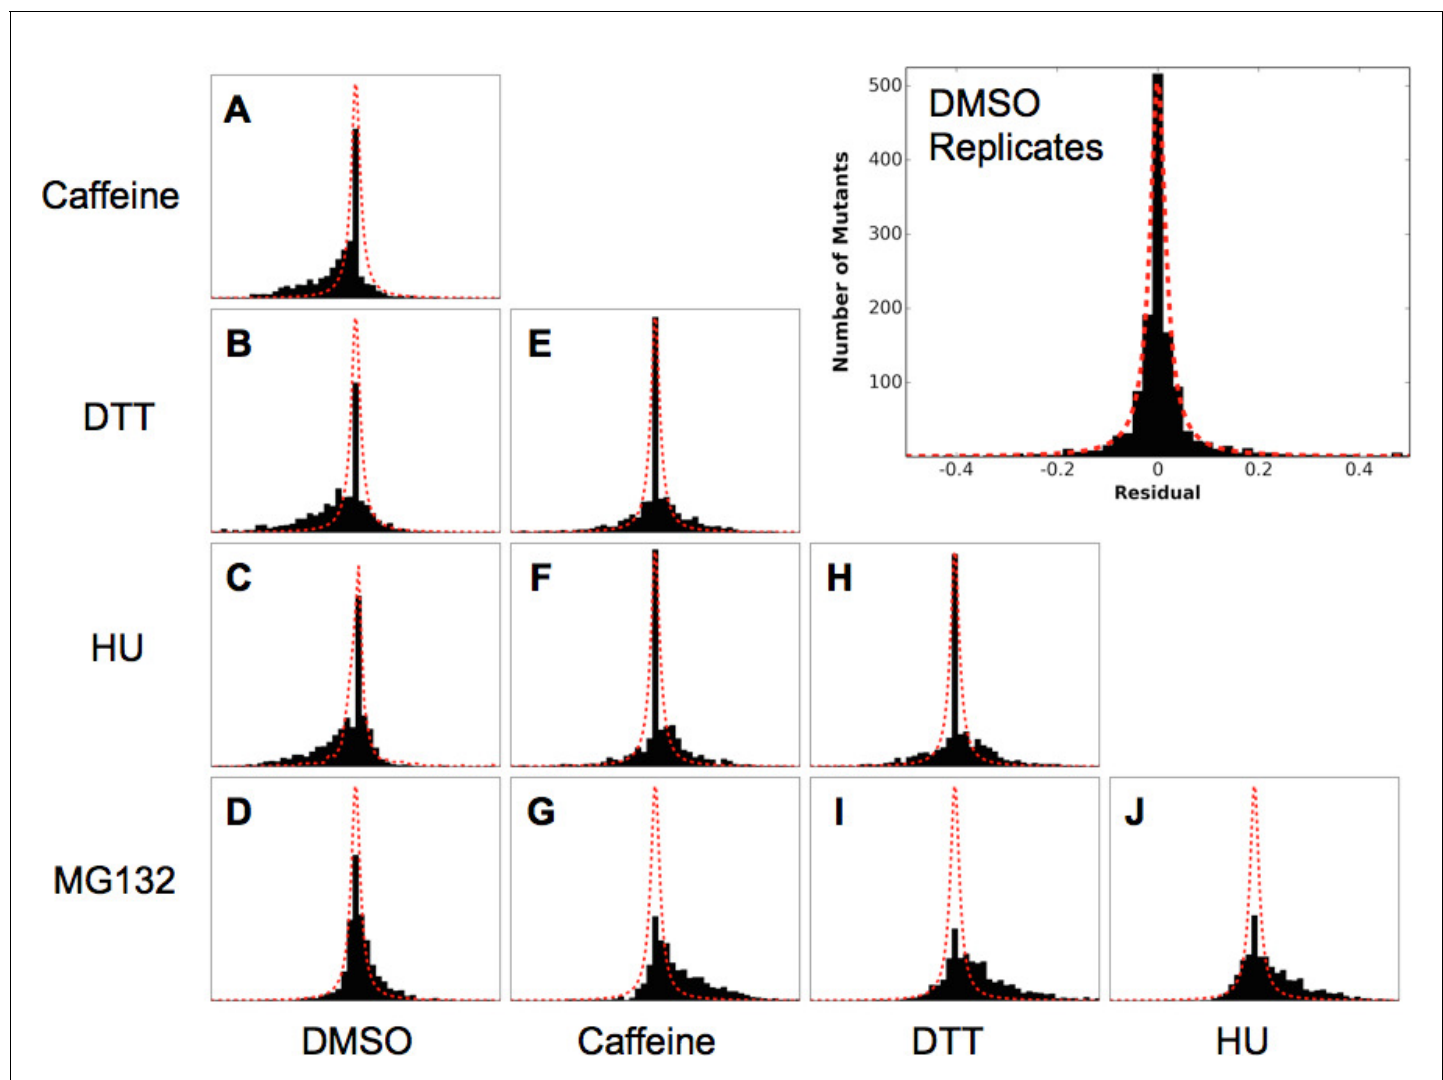 A
Caffeine
500
DMSO
Replicates
400
300
200
100
Number of Mutants
-0.4 -0.2 0 0.2 0.4
Residual
B
E
DTT
C
F
H
HU
D
G
I
J
MG132
DMSO Caffeine DTT HU